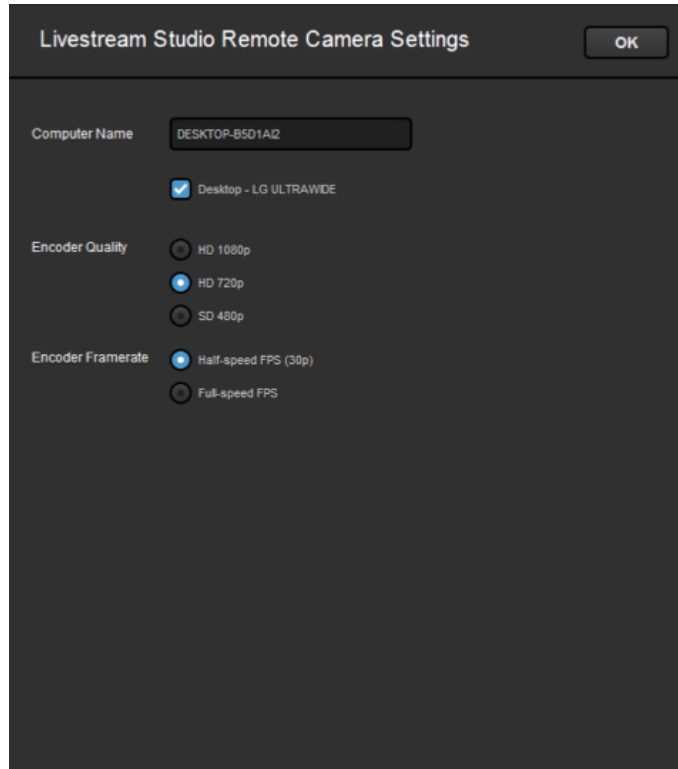 Livestream Studio Remote Camera Settings
OK
Computer Name
DESKTOP-B5D1AI2
Desktop - LG ULTRAWIDE
Encoder Quality
HD 1080p
HD 720p
SD 480p
Encoder Framerate
Half-speed FPS (30p)
Full-speed FPS